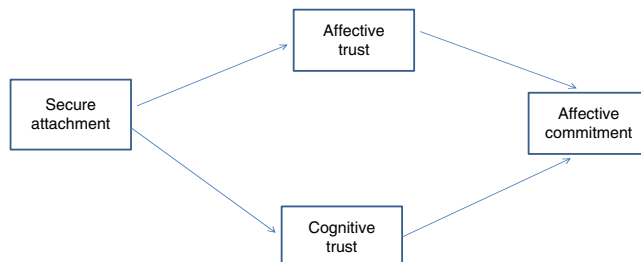 Affective
trust
Secure
attachment
Affective
commitment
Cognitive
trust